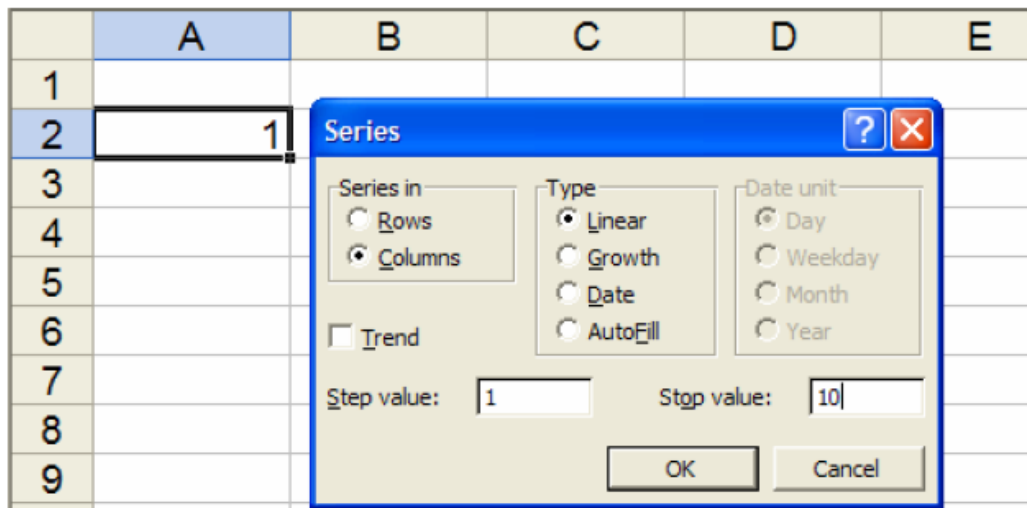 A B C D E
1
2 1
3
4
5
6
7
8
9
Series ?
Series in
Rows
Columns
Trend
Type
Linear
Growth
Date
AutoFill
Date unit
Day
Weekday
Month
Year
Step value: 1 Stop value: 10
OK Cancel